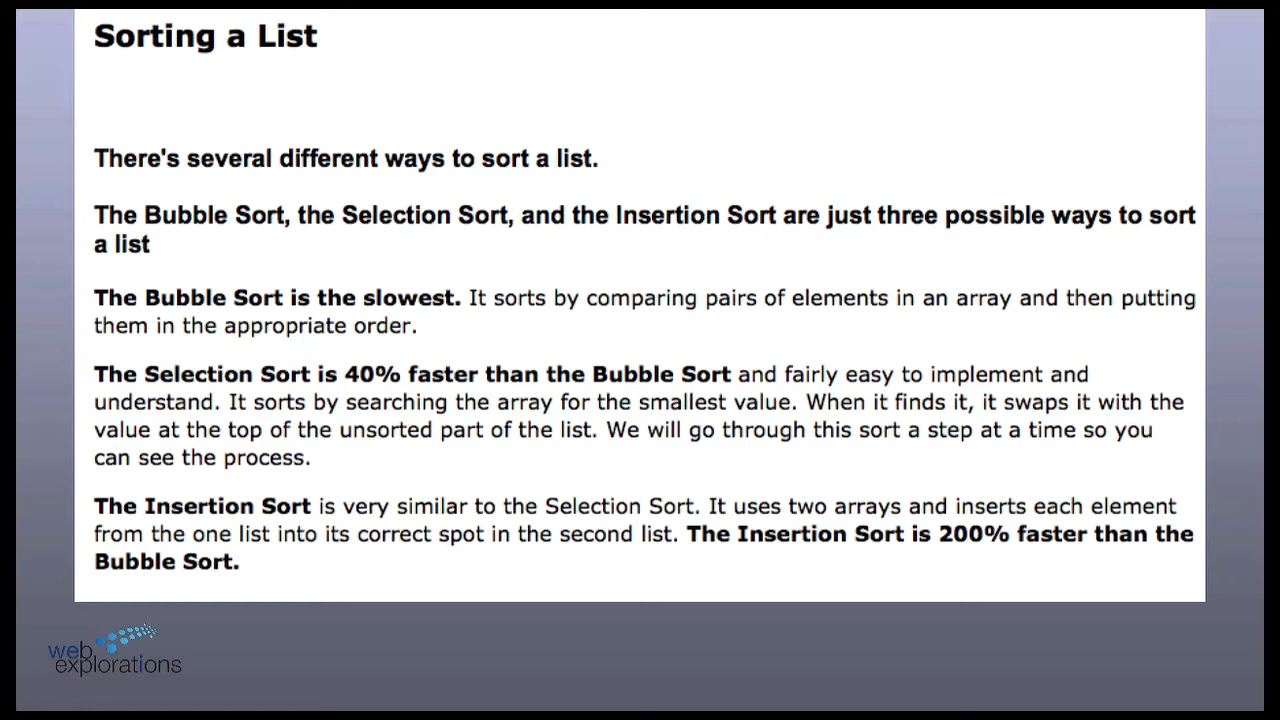 Sorting a List
There's several different ways to sort a list.
The Bubble Sort, the Selection Sort, and the Insertion Sort are just three possible ways to sort
a list
The Bubble Sort is the slowest. It sorts by comparing pairs of elements in an array and then putting
them in the appropriate order.
The Selection Sort is 40% faster than the Bubble Sort and fairly easy to implement and
understand. It sorts by searching the array for the smallest value. When it finds it, it swaps it with the
value at the top of the unsorted part of the list. We will go through this sort a step at a time so you
can see the process.
The Insertion Sort is very similar to the Selection Sort. It uses two arrays and inserts each element
from the one list into its correct spot in the second list. The Insertion Sort is 200% faster than the
Bubble Sort.
web
explorations